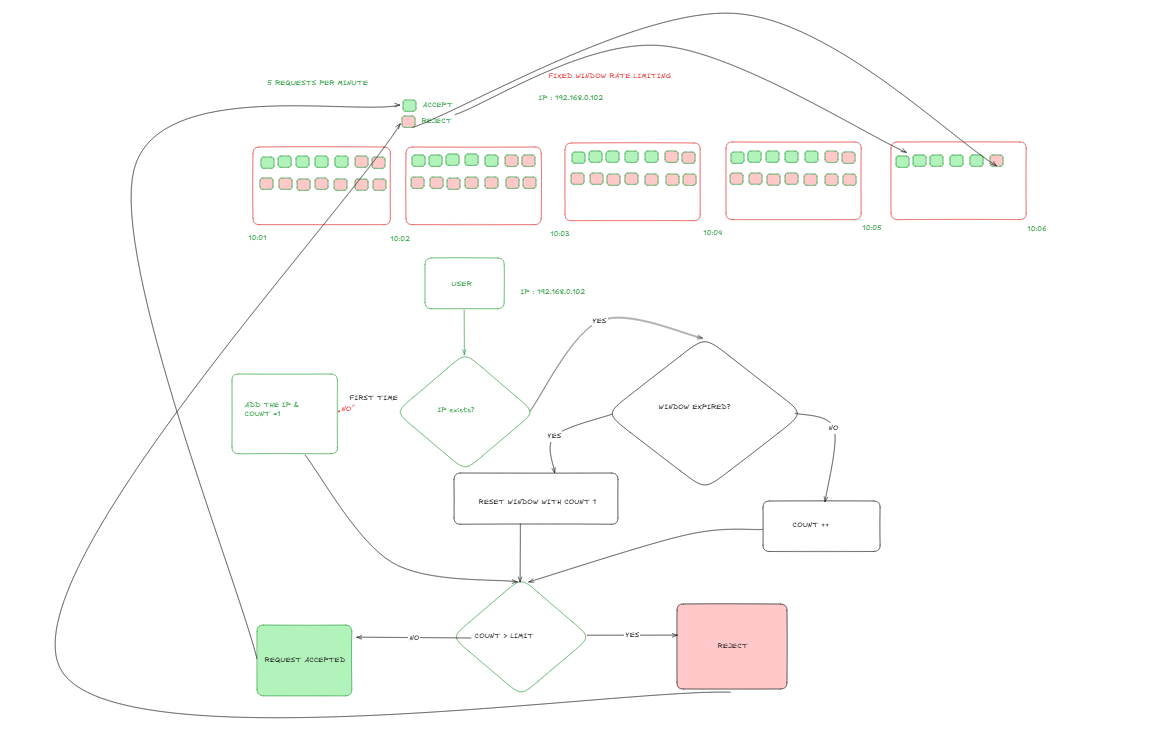 FIXED WINDOW RATE LIMITING
5 REQUESTS PER MINUTE
IP : 192.168.0.102
ACCEPT
REJECT
10:01
10:02
10:03
10:04
10:05
10:06
USER
IP : 192.168.0.102
YES
FIRST TIME
NO
ADD THE IP &
COUNT =1
IP exists?
WINDOW EXPIRED?
YES
NO
RESET WINDOW WITH COUNT 1
COUNT ++
COUNT > LIMIT
NO
YES
REQUEST ACCEPTED
REJECT